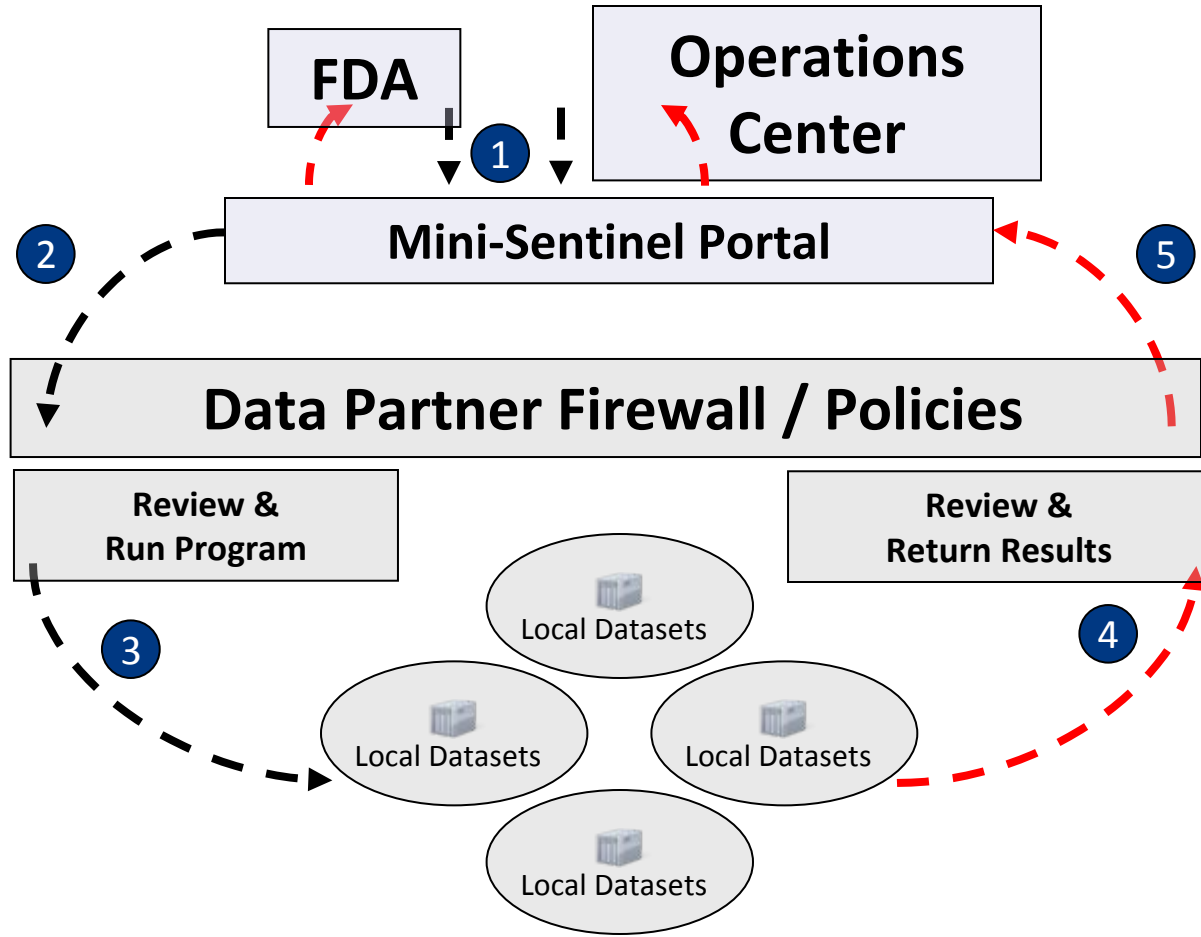 FDA
Operations
Center
1
Mini-Sentinel Portal
2
5
Data Partner Firewall / Policies
Review &
Run Program
Review &
Return Results
Local Datasets
3
4
Local Datasets
Local Datasets
Local Datasets